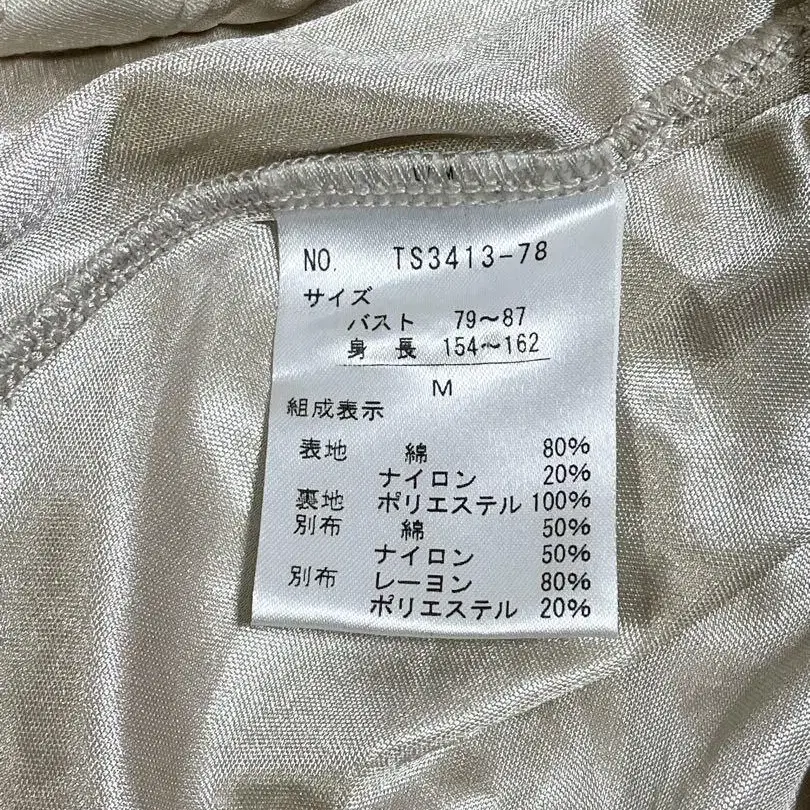 NO. TS3413-78
サイズ
バスト 79～87
身長 154～162
M
組成表示
表地 綿 80%
ナイロン 20%
裏地 ポリエステル 100%
別布 綿 50%
ナイロン 50%
別布 レーヨン 80%
ポリエステル 20%